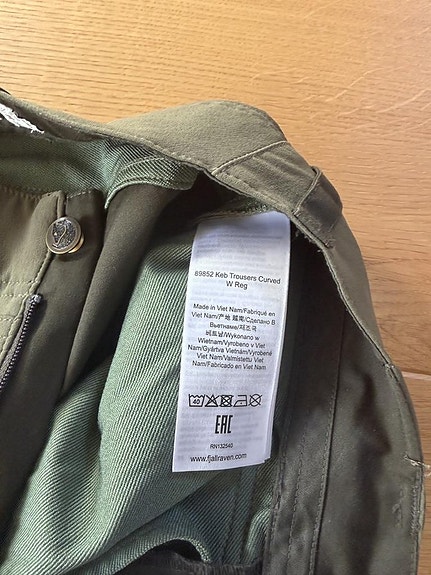 89852 Keb Trousers Curved
W Reg
Made in Viet Nam/Fabriqué en
Viet Nam/产地 越南/Сделано В
Вьетнаме/제조국
베트남/Wykonano w
Wietnam/Vyrobeno v Viet
Nam/Gyártva Vietnám/Vyrobené
Viet Nam/Valmistettu Viet
Nam/Fabricado en Viet Nam
40
EAC
RN132540
www.fjallraven.com